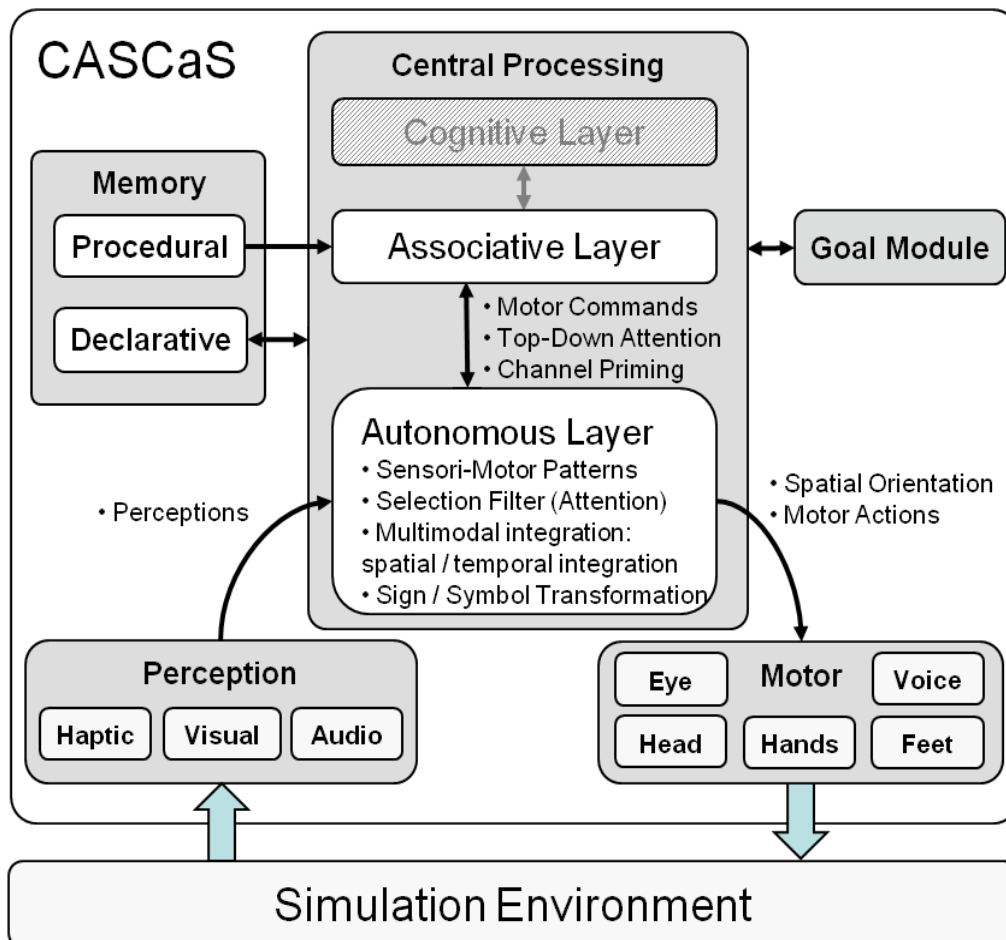 CASCaS
Central Processing
Cognitive Layer
Memory
Procedural
Associative Layer
Goal Module
Declarative
• Motor Commands
• Top-Down Attention
• Channel Priming
Autonomous Layer
• Sensori-Motor Patterns
• Selection Filter (Attention)
• Multimodal integration:
spatial / temporal integration
• Sign / Symbol Transformation
• Perceptions
• Spatial Orientation
• Motor Actions
Perception
Haptic
Visual
Audio
Motor
Eye
Voice
Head
Hands
Feet
Simulation Environment